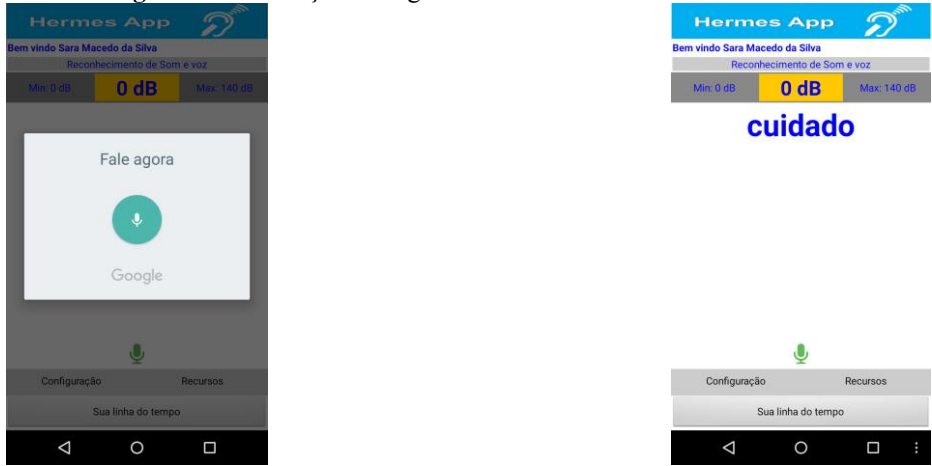 Hermes App
Bem vindo Sara Macedo da Silva
Reconhecimento de Som e voz
Min: 0 dB 0 dB Max: 140 dB
Fale agora
Google
Configuração Recursos
Sua linha do tempo
Hermes App
Bem vindo Sara Macedo da Silva
Reconhecimento de Som e voz
Min: 0 dB 0 dB Max: 140 dB
cuidado
Configuração Recursos
Sua linha do tempo